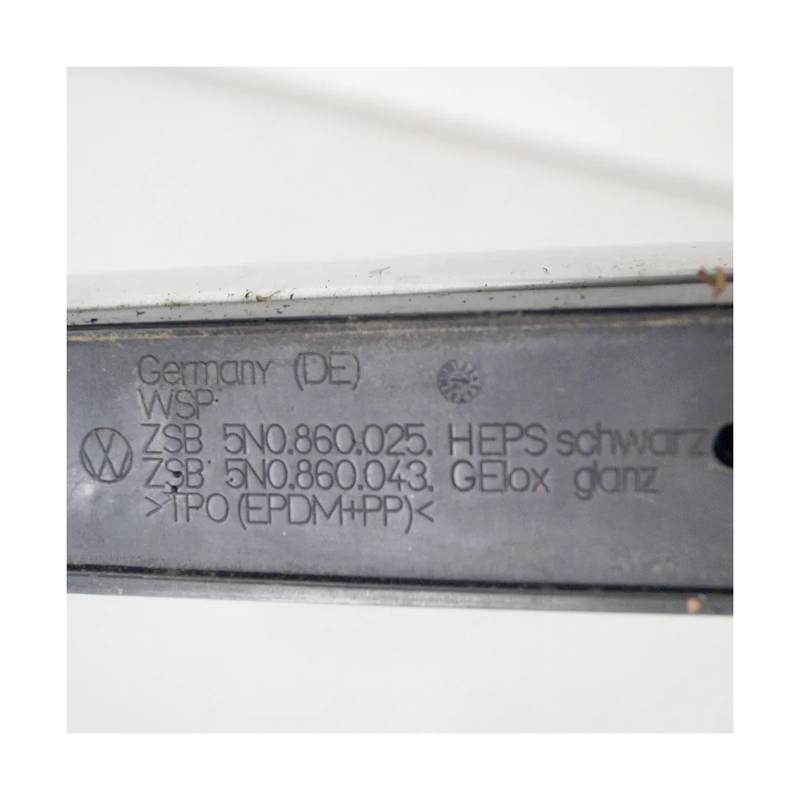 Germany (DE)
WSP
ZSB 5N0.860.025. HEPS schwarz
ZSB 5N0.860.043. GElox glanz
>TPO(EPDM+PP)<